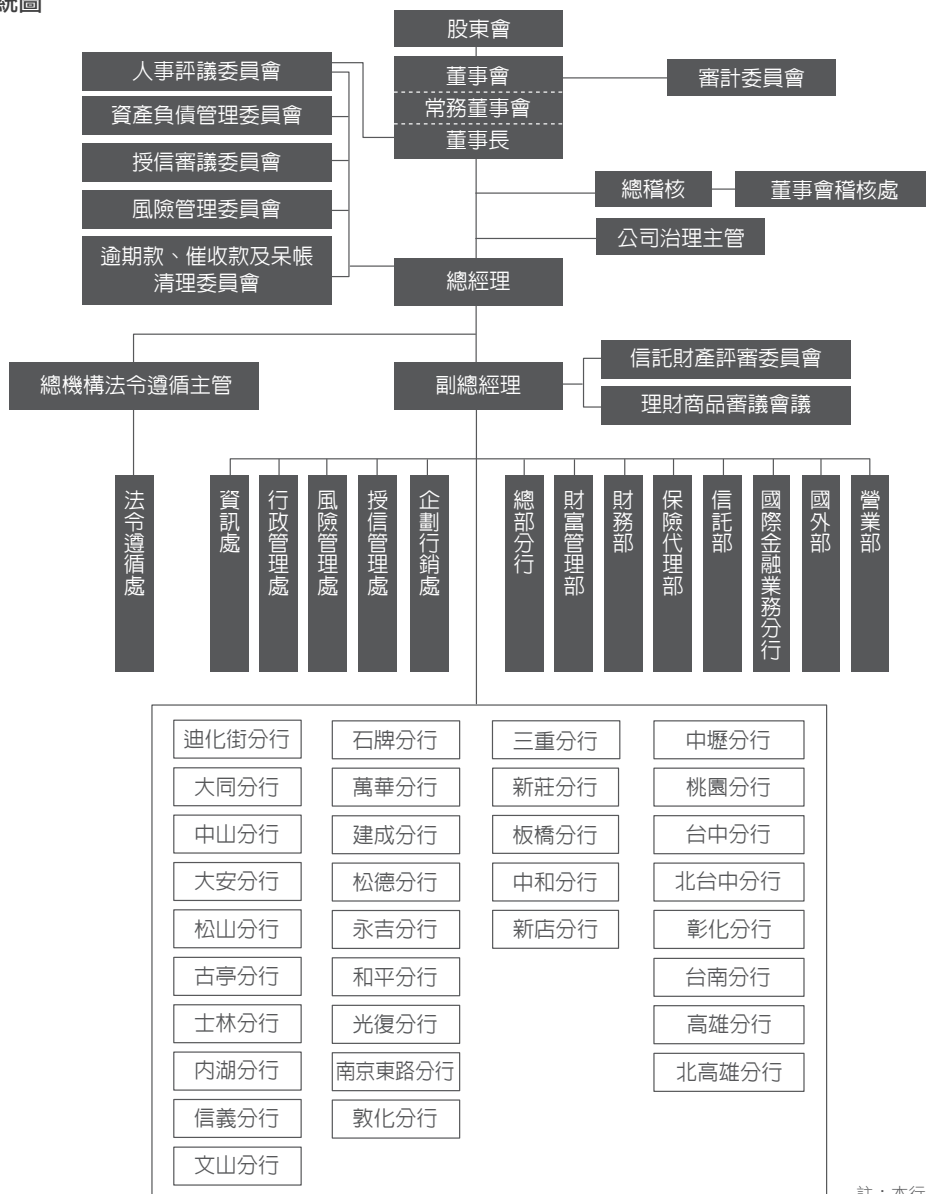 統圖
股東會
人事評議委員會
董事會
審計委員會
資產負債管理委員會
常務董事會
董事長
授信審議委員會
總稽核
董事會稽核處
風險管理委員會
公司治理主管
逾期款、催收款及呆帳
清理委員會
總經理
總機構法令遵循主管
副總經理
信託財產評審委員會
理財商品審議會議
法令遵循處
資訊處
行政管理處
風險管理處
授信管理處
企劃行銷處
總部分行
財富管理部
財務部
保險代理部
信託部
國際金融業務分行
國外部
營業部
迪化街分行
石牌分行
三重分行
中壢分行
大同分行
萬華分行
新莊分行
桃園分行
中山分行
建成分行
板橋分行
台中分行
大安分行
松德分行
中和分行
北台中分行
松山分行
永吉分行
新店分行
彰化分行
古亭分行
和平分行
台南分行
士林分行
光復分行
高雄分行
內湖分行
南京東路分行
北高雄分行
信義分行
敦化分行
文山分行
註：本行